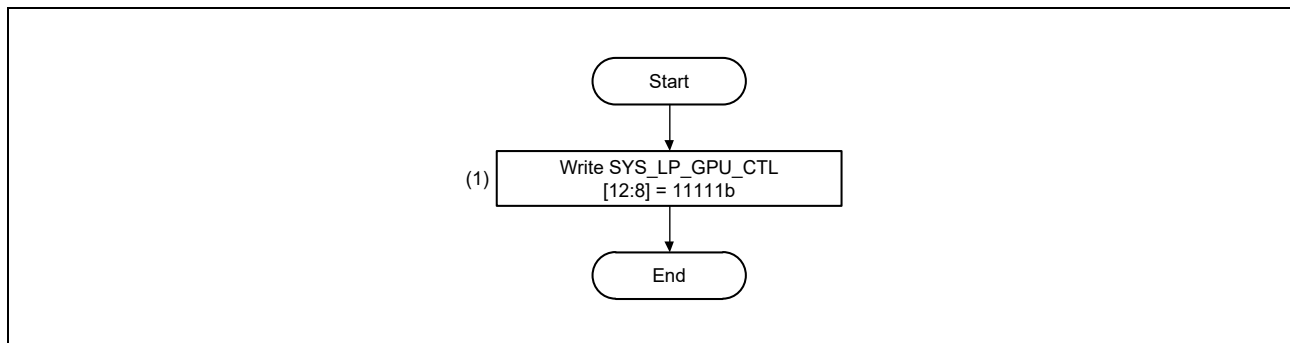 Start
(1)
Write SYS_LP_GPU_CTL
[12:8] = 11111b
End